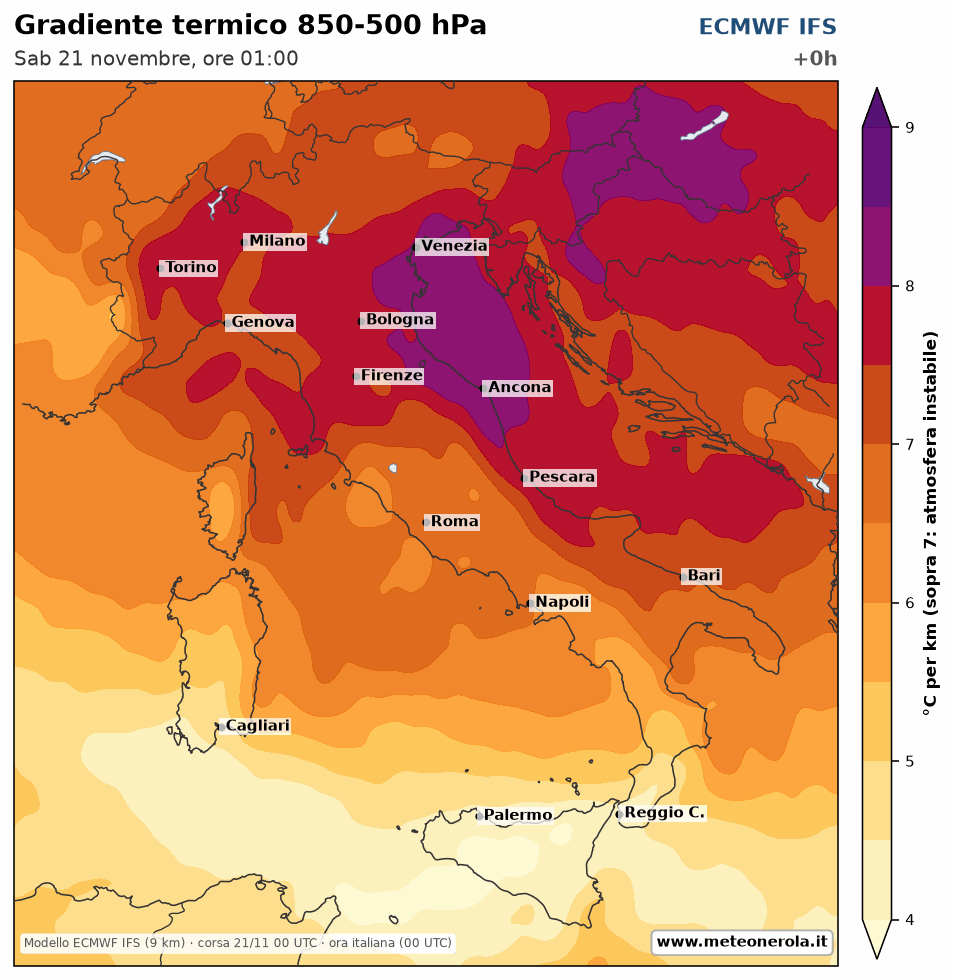 Gradiente termico 850-500 hPa
ECMWF IFS
Sab 21 novembre, ore 01:00
+0h
9
Milano
Venezia
Torino
8
Genova
Bologna
Firenze
Ancona
7
Pescara
Roma
Bari
Napoli
6
Cagliari
5
Palermo
Reggio C.
4
°C per km (sopra 7: atmosfera instabile)
Modello ECMWF IFS (9 km) · corsa 21/11 00 UTC · ora italiana (00 UTC)
www.meteonerola.it